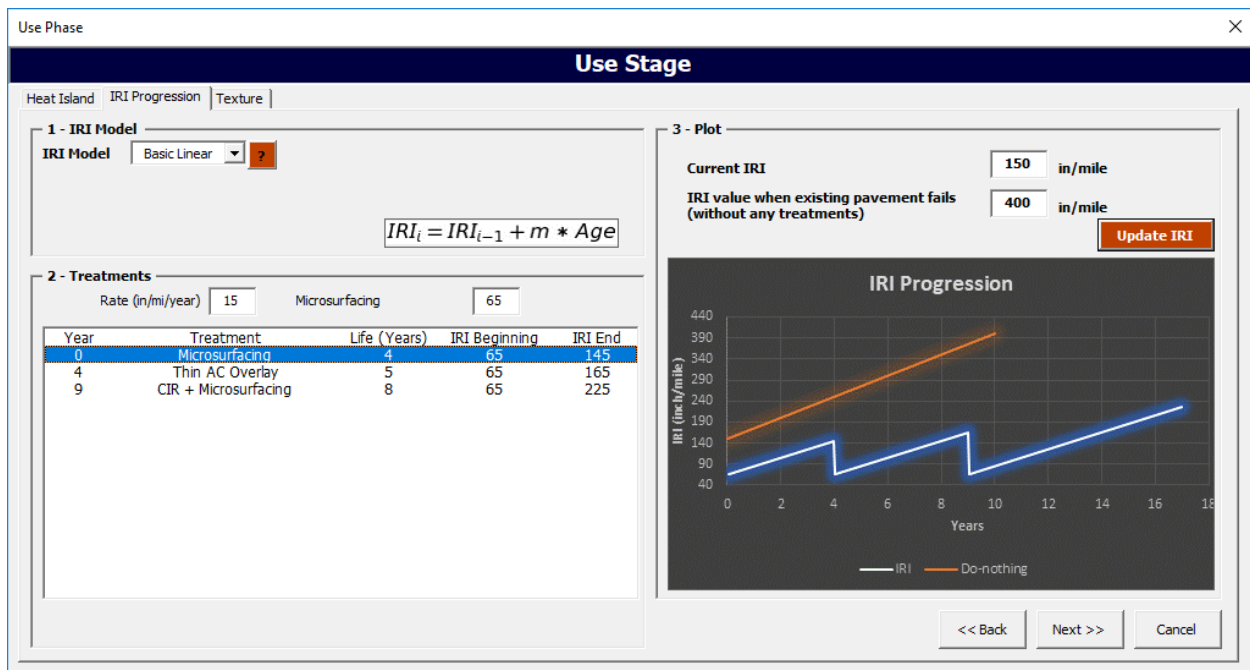 Use Phase
Use Stage
Heat Island IRI Progression Texture
1 - IRI Model
IRI Model Basic Linear ?
IRIᵢ = IRIᵢ₋₁ + m * Age
2 - Treatments
Rate (in/mi/year) 15 Microsurfacing 65
Year Treatment Life (Years) IRI Beginning IRI End
0 Microsurfacing 4 65 145
4 Thin AC Overlay 5 65 165
9 CIR + Microsurfacing 8 65 225
3 - Plot
Current IRI 150 in/mile
IRI value when existing pavement fails
(without any treatments) 400 in/mile
Update IRI
IRI Progression
IRI (inch/mile)
440
390
340
290
240
190
140
90
40
0 2 4 6 8 10 12 14 16 18
Years
IRI Do-nothing
<< Back Next >> Cancel